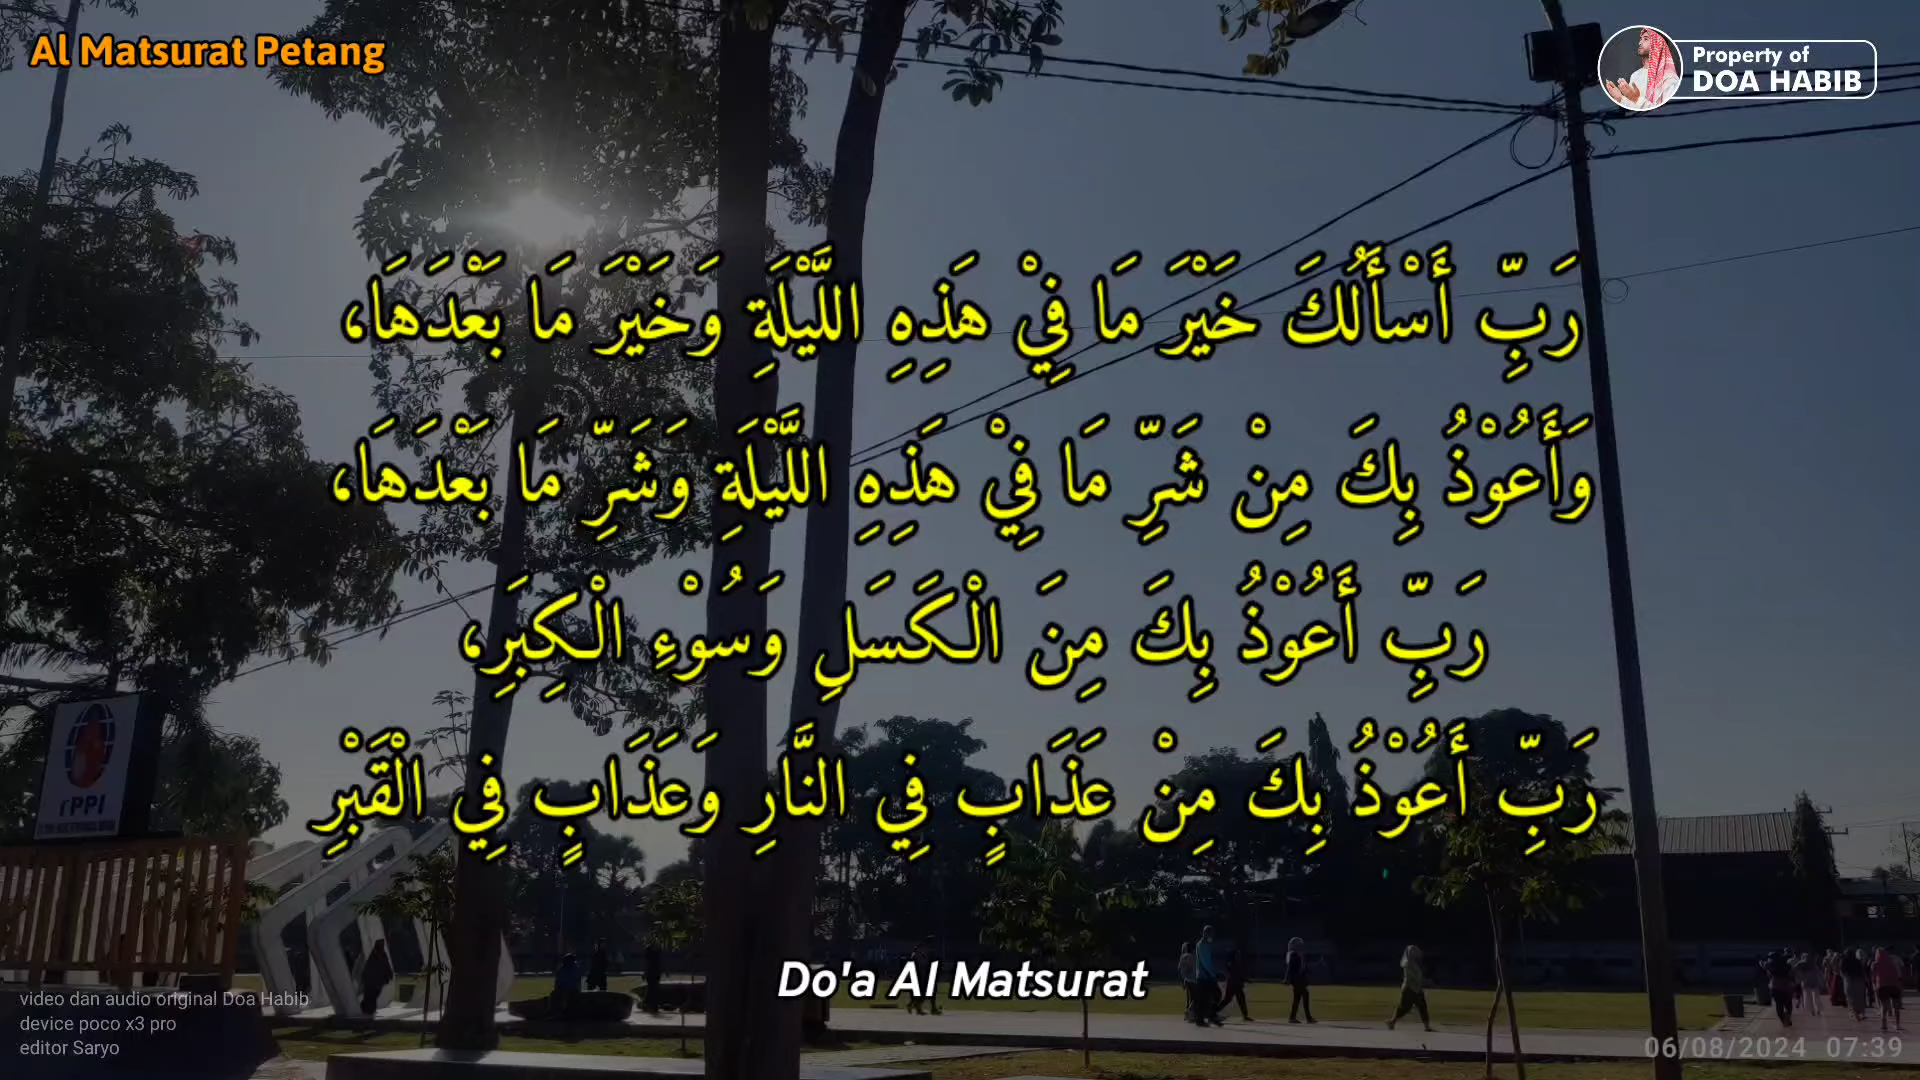 Al Matsurat Petang
Property of
DOA HABIB
رَبِّ أَسْأَلُكَ خَيْرَ مَا فِيْ هَذِهِ اللَّيْلَةِ وَخَيْرَ مَا بَعْدَهَا،
وَأَعُوْذُ بِكَ مِنْ شَرِّ مَا فِيْ هَذِهِ اللَّيْلَةِ وَشَرِّ مَا بَعْدَهَا،
رَبِّ أَعُوْذُ بِكَ مِنَ الْكَسَلِ وَسُوْءِ الْكِبَرِ،
رَبِّ أَعُوْذُ بِكَ مِنْ عَذَابٍ فِي النَّارِ وَعَذَابٍ فِي الْقَبْرِ
rPPI
Do'a Al Matsurat
video dan audio original Doa Habib
device poco x3 pro
editor Saryo
06/08/2024 07:39